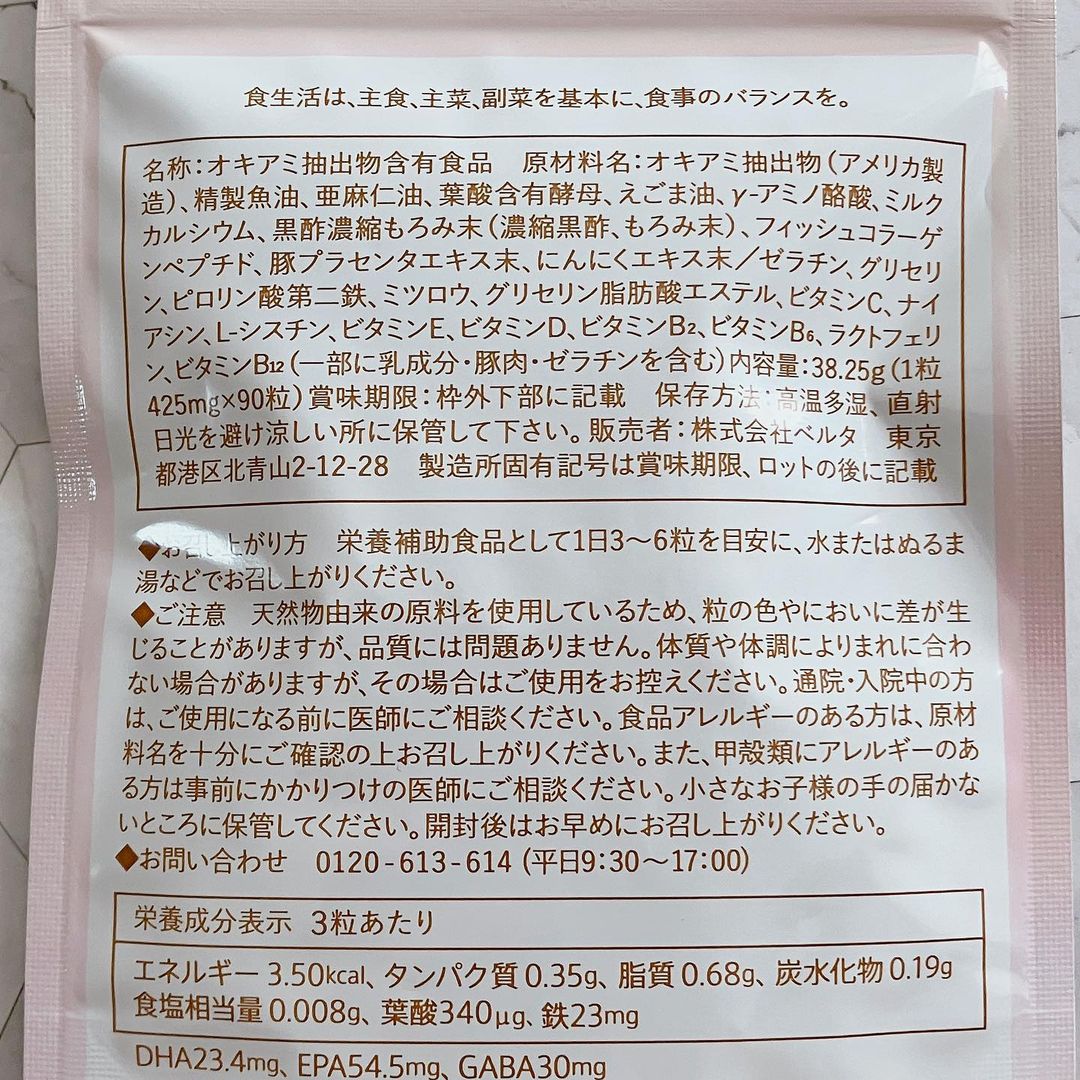 食生活は、主食、主菜、副菜を基本に、食事のバランスを。
名称：オキアミ抽出物含有食品　原材料名：オキアミ抽出物（アメリカ製
造）、精製魚油、亜麻仁油、葉酸含有酵母、えごま油、γ-アミノ酪酸、ミルク
カルシウム、黒酢濃縮もろみ末（濃縮黒酢、もろみ末）、フィッシュコラーゲ
ンペプチド、豚プラセンタエキス末、にんにくエキス末／ゼラチン、グリセリ
ン、ピロリン酸第二鉄、ミツロウ、グリセリン脂肪酸エステル、ビタミンC、ナイ
アシン、L-シスチン、ビタミンE、ビタミンD、ビタミンB₂、ビタミンB₆、ラクトフェリ
ン、ビタミンB₁₂（一部に乳成分・豚肉・ゼラチンを含む）内容量：38.25g（1粒
425mg×90粒）賞味期限：枠外下部に記載　保存方法：高温多湿、直射
日光を避け涼しい所に保管して下さい。販売者：株式会社ベルタ　東京
都港区北青山2-12-28　製造所固有記号は賞味期限、ロットの後に記載
◆お召し上がり方　栄養補助食品として1日3～6粒を目安に、水またはぬるま
湯などでお召し上がりください。
◆ご注意　天然物由来の原料を使用しているため、粒の色やにおいに差が生
じることがありますが、品質には問題ありません。体質や体調によりまれに合わ
ない場合がありますが、その場合はご使用をお控えください。通院・入院中の方
は、ご使用になる前に医師にご相談ください。食品アレルギーのある方は、原材
料名を十分にご確認の上お召し上がりください。また、甲殻類にアレルギーのあ
る方は事前にかかりつけの医師にご相談ください。小さなお子様の手の届かな
いところに保管してください。開封後はお早めにお召し上がりください。
◆お問い合わせ　0120-613-614（平日9：30～17：00）
栄養成分表示　3粒あたり
エネルギー3.50kcal、タンパク質0.35g、脂質0.68g、炭水化物0.19g
食塩相当量0.008g、葉酸340μg、鉄23mg
DHA23.4mg、EPA54.5mg、GABA30mg